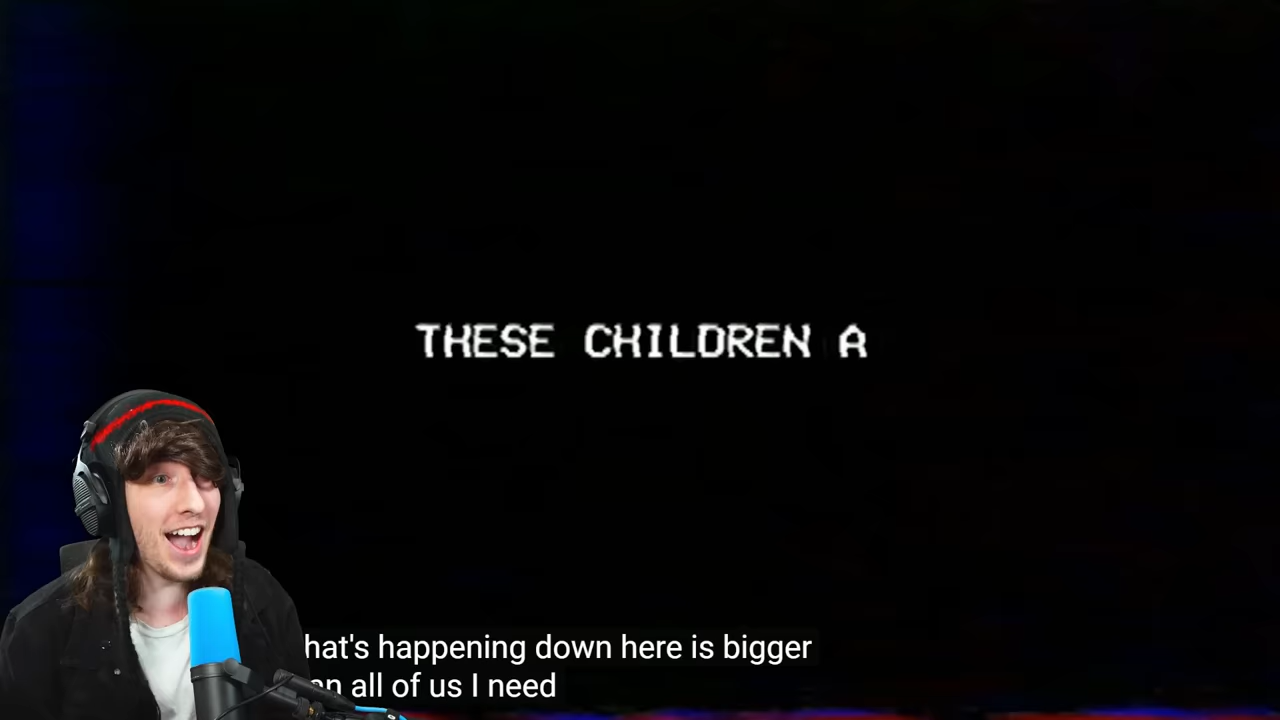 THESE CHILDREN A
hat's happening down here is bigger
an all of us I need